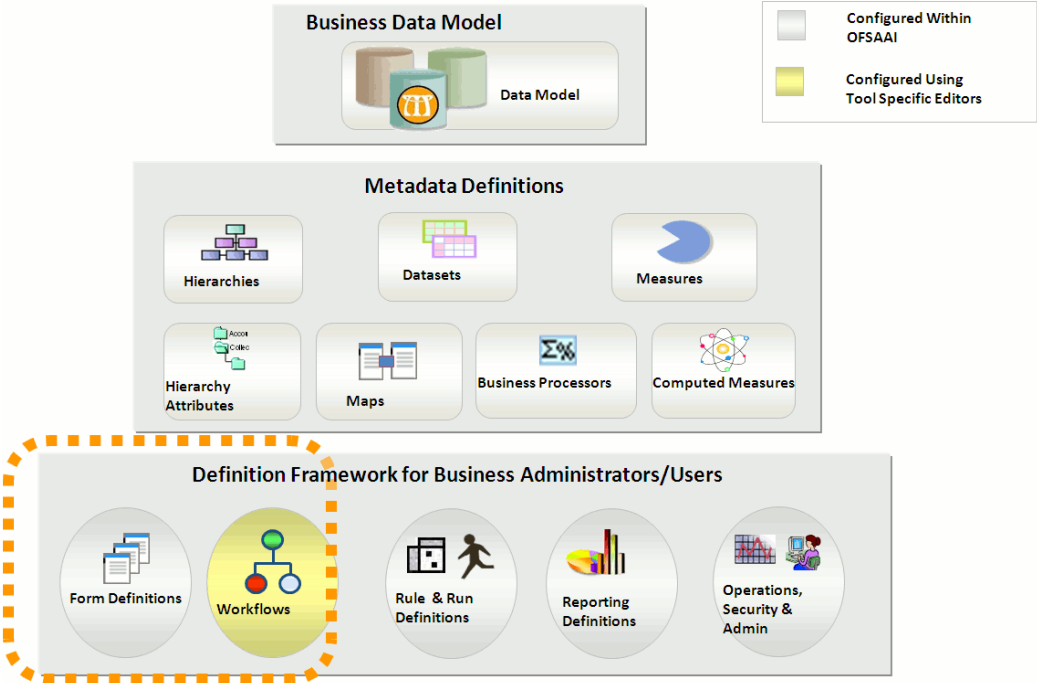 Business Data Model
Data Model
Configured Within
OFSAAI
Configured Using
Tool Specific Editors
Metadata Definitions
Hierarchies
Datasets
Measures
Accou
Collec
Hierarchy
Attributes
Maps
Σ%
Business Processors
Computed Measures
Definition Framework for Business Administrators/Users
Form Definitions
Workflows
Rule & Run
Definitions
Reporting
Definitions
Operations,
Security &
Admin